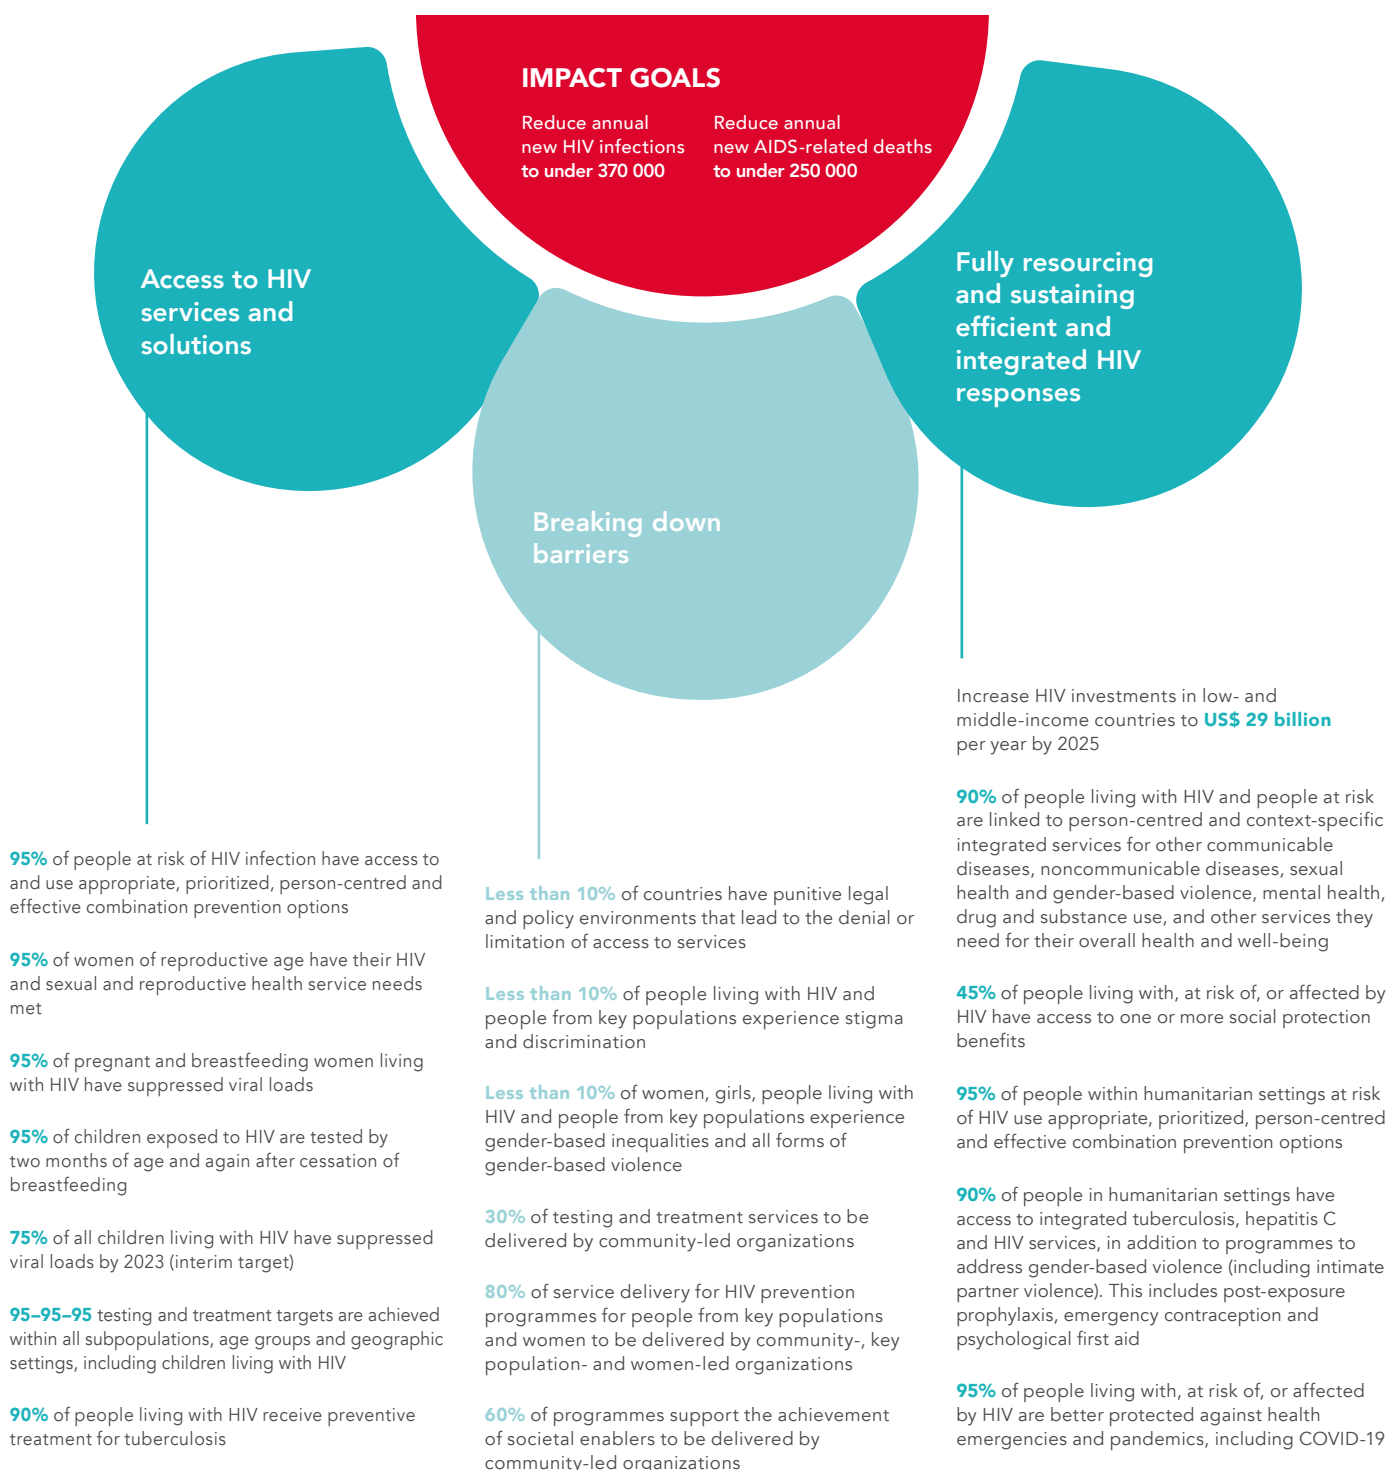 IMPACT GOALS
Reduce annual
new HIV infections
to under 370 000
Reduce annual
new AIDS-related deaths
to under 250 000
Access to HIV
services and
solutions
Breaking down
barriers
Fully resourcing
and sustaining
efficient and
integrated HIV
responses
95% of people at risk of HIV infection have access to
and use appropriate, prioritized, person-centred and
effective combination prevention options
95% of women of reproductive age have their HIV
and sexual and reproductive health service needs
met
95% of pregnant and breastfeeding women living
with HIV have suppressed viral loads
95% of children exposed to HIV are tested by
two months of age and again after cessation of
breastfeeding
75% of all children living with HIV have suppressed
viral loads by 2023 (interim target)
95–95–95 testing and treatment targets are achieved
within all subpopulations, age groups and geographic
settings, including children living with HIV
90% of people living with HIV receive preventive
treatment for tuberculosis
Less than 10% of countries have punitive legal
and policy environments that lead to the denial or
limitation of access to services
Less than 10% of people living with HIV and
people from key populations experience stigma
and discrimination
Less than 10% of women, girls, people living with
HIV and people from key populations experience
gender-based inequalities and all forms of
gender-based violence
30% of testing and treatment services to be
delivered by community-led organizations
80% of service delivery for HIV prevention
programmes for people from key populations
and women to be delivered by community-, key
population- and women-led organizations
60% of programmes support the achievement
of societal enablers to be delivered by
community-led organizations
Increase HIV investments in low- and
middle-income countries to US$ 29 billion
per year by 2025
90% of people living with HIV and people at risk
are linked to person-centred and context-specific
integrated services for other communicable
diseases, noncommunicable diseases, sexual
health and gender-based violence, mental health,
drug and substance use, and other services they
need for their overall health and well-being
45% of people living with, at risk of, or affected by
HIV have access to one or more social protection
benefits
95% of people within humanitarian settings at risk
of HIV use appropriate, prioritized, person-centred
and effective combination prevention options
90% of people in humanitarian settings have
access to integrated tuberculosis, hepatitis C
and HIV services, in addition to programmes to
address gender-based violence (including intimate
partner violence). This includes post-exposure
prophylaxis, emergency contraception and
psychological first aid
95% of people living with, at risk of, or affected
by HIV are better protected against health
emergencies and pandemics, including COVID-19